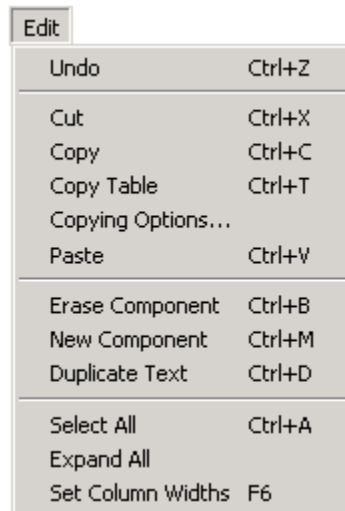 Edit
Undo Ctrl+Z
Cut Ctrl+X
Copy Ctrl+C
Copy Table Ctrl+T
Copying Options...
Paste Ctrl+V
Erase Component Ctrl+B
New Component Ctrl+M
Duplicate Text Ctrl+D
Select All Ctrl+A
Expand All
Set Column Widths F6